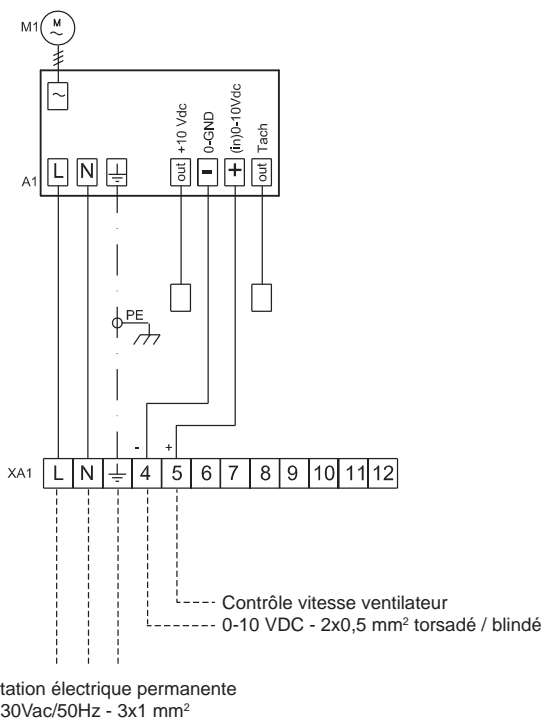 M1
M
~
~
+10 Vdc
0-GND
(in)0-10Vdc
Tach
A1
L N out - + out
PE
- +
XA1 L N 4 5 6 7 8 9 10 11 12
Contrôle vitesse ventilateur
0-10 VDC - 2x0,5 mm² torsadé / blindé
tation électrique permanente
30Vac/50Hz - 3x1 mm²